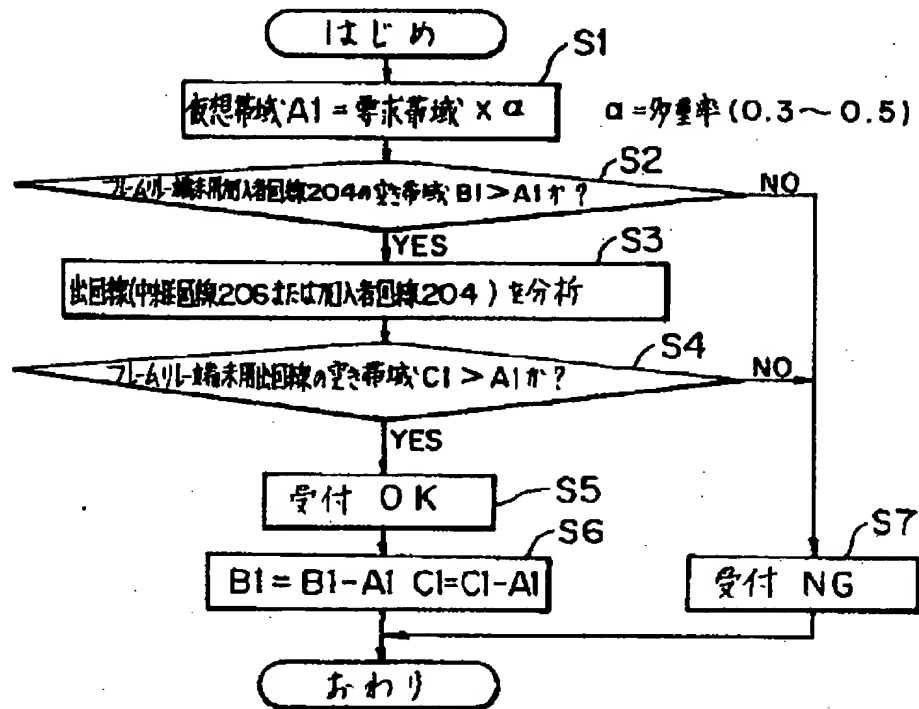 はじめ
S1
仮想帯域A1=要求帯域×α
α=多重率(0.3〜0.5)
S2
フレームリレー端末用加入者回線204の空き帯域B1>A1か?
NO
YES
S3
出回線(中継回線206または加入者回線204)を分析
S4
フレームリレー端末用出回線の空き帯域C1>A1か?
NO
YES
受付 OK
S5
S6
B1=B1-A1 C1=C1-A1
S7
受付 NG
おわり